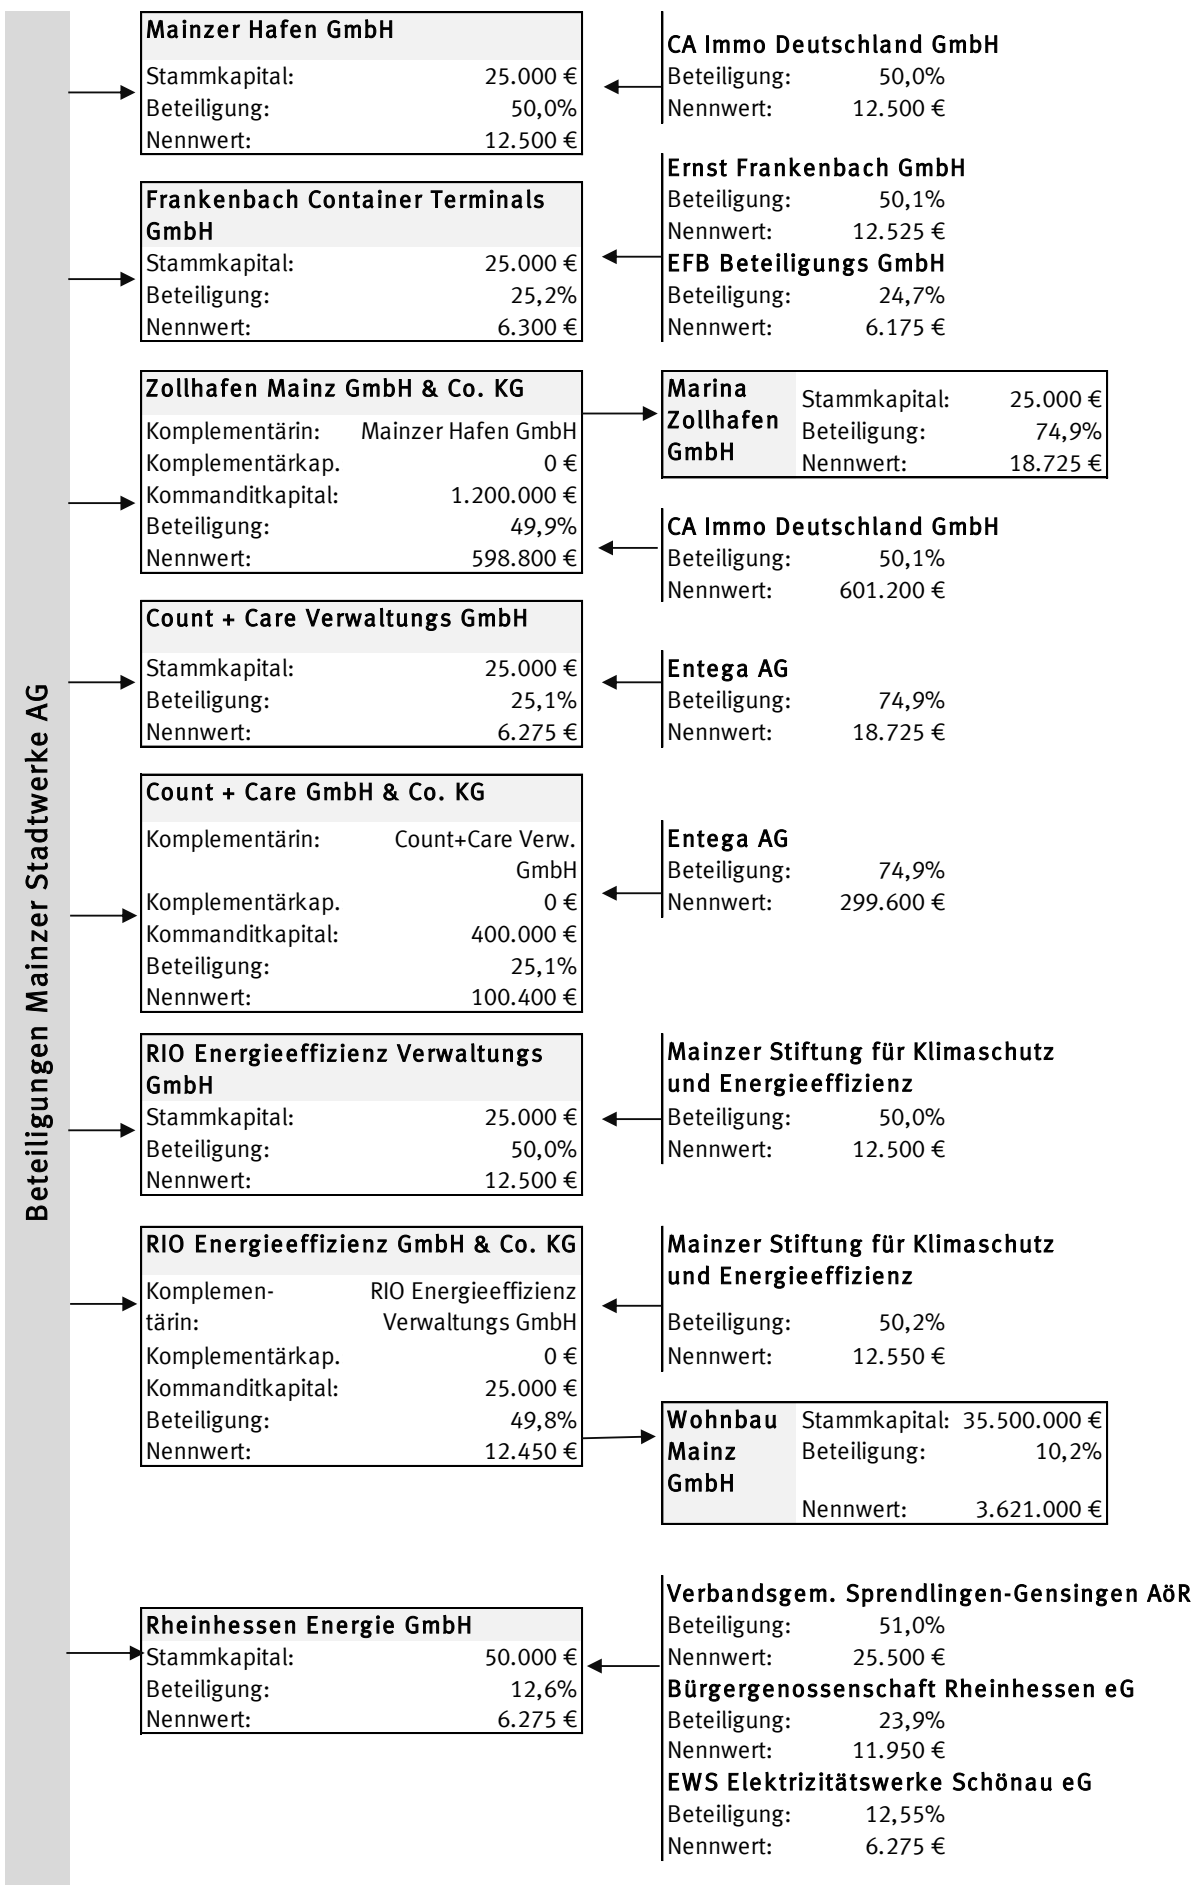 Beteiligungen Mainzer Stadtwerke AG
Mainzer Hafen GmbH
Stammkapital: 25.000 €
Beteiligung: 50,0%
Nennwert: 12.500 €
CA Immo Deutschland GmbH
Beteiligung: 50,0%
Nennwert: 12.500 €
Frankenbach Container Terminals
GmbH
Stammkapital: 25.000 €
Beteiligung: 25,2%
Nennwert: 6.300 €
Ernst Frankenbach GmbH
Beteiligung: 50,1%
Nennwert: 12.525 €
EFB Beteiligungs GmbH
Beteiligung: 24,7%
Nennwert: 6.175 €
Zollhafen Mainz GmbH & Co. KG
Komplementärin: Mainzer Hafen GmbH
Komplementärkap. 0 €
Kommanditkapital: 1.200.000 €
Beteiligung: 49,9%
Nennwert: 598.800 €
Marina
Zollhafen
GmbH
Stammkapital: 25.000 €
Beteiligung: 74,9%
Nennwert: 18.725 €
CA Immo Deutschland GmbH
Beteiligung: 50,1%
Nennwert: 601.200 €
Count + Care Verwaltungs GmbH
Stammkapital: 25.000 €
Beteiligung: 25,1%
Nennwert: 6.275 €
Entega AG
Beteiligung: 74,9%
Nennwert: 18.725 €
Count + Care GmbH & Co. KG
Komplementärin: Count+Care Verw.
GmbH
Komplementärkap. 0 €
Kommanditkapital: 400.000 €
Beteiligung: 25,1%
Nennwert: 100.400 €
Entega AG
Beteiligung: 74,9%
Nennwert: 299.600 €
RIO Energieeffizienz Verwaltungs
GmbH
Stammkapital: 25.000 €
Beteiligung: 50,0%
Nennwert: 12.500 €
Mainzer Stiftung für Klimaschutz
und Energieeffizienz
Beteiligung: 50,0%
Nennwert: 12.500 €
RIO Energieeffizienz GmbH & Co. KG
Komplemen- RIO Energieeffizienz
tärin: Verwaltungs GmbH
Komplementärkap. 0 €
Kommanditkapital: 25.000 €
Beteiligung: 49,8%
Nennwert: 12.450 €
Mainzer Stiftung für Klimaschutz
und Energieeffizienz
Beteiligung: 50,2%
Nennwert: 12.550 €
Wohnbau
Mainz
GmbH
Stammkapital: 35.500.000 €
Beteiligung: 10,2%
Nennwert: 3.621.000 €
Rheinhessen Energie GmbH
Stammkapital: 50.000 €
Beteiligung: 12,6%
Nennwert: 6.275 €
Verbandsgem. Sprendlingen-Gensingen AöR
Beteiligung: 51,0%
Nennwert: 25.500 €
Bürgergenossenschaft Rheinhessen eG
Beteiligung: 23,9%
Nennwert: 11.950 €
EWS Elektrizitätswerke Schönau eG
Beteiligung: 12,55%
Nennwert: 6.275 €